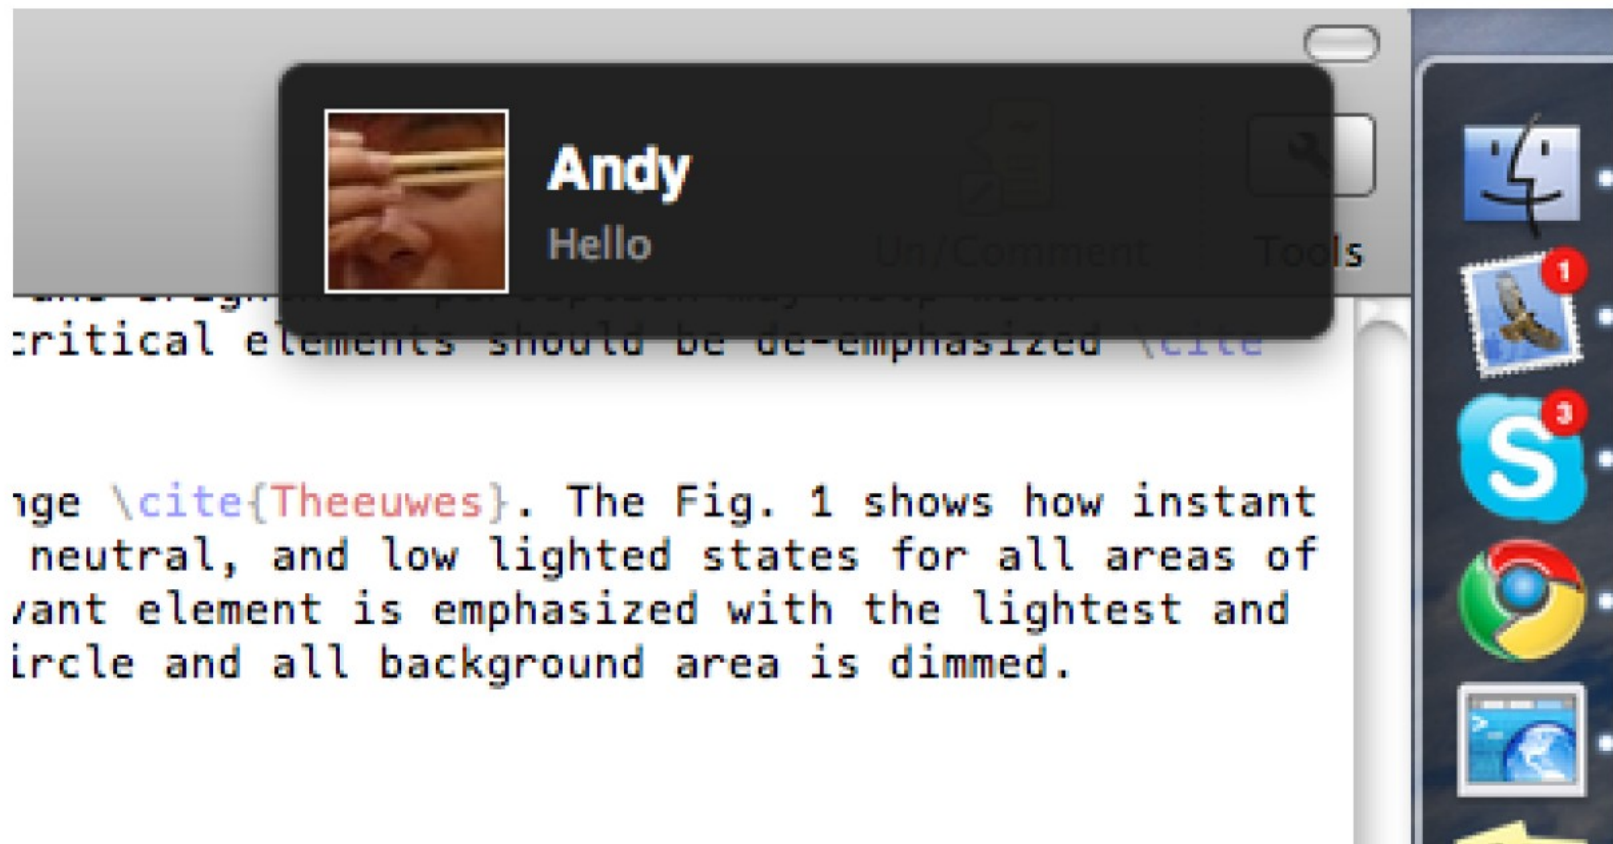 Andy
Hello
Un/Comment
Tools
critical elements should be de-emphasized \cite
nge \cite{Theeuwes}. The Fig. 1 shows how instant
neutral, and low lighted states for all areas of
vant element is emphasized with the lightest and
ircle and all background area is dimmed.
1
3
S